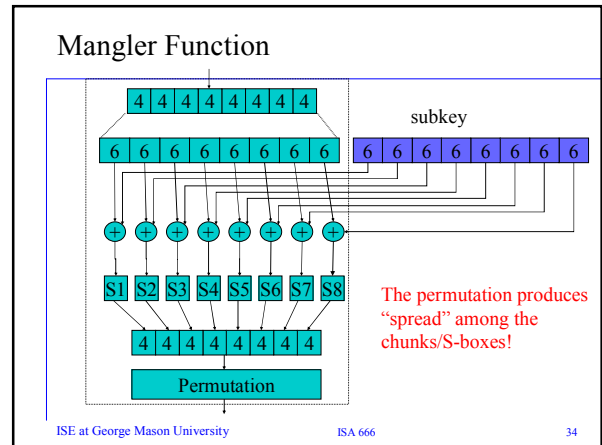 Mangler Function
4 4 4 4 4 4 4 4
subkey
6 6 6 6 6 6 6 6
6 6 6 6 6 6 6 6
+ + + + + + + +
S1 S2 S3 S4 S5 S6 S7 S8
The permutation produces
“spread” among the
chunks/S-boxes!
4 4 4 4 4 4 4 4
Permutation
ISE at George Mason University
ISA 666
34